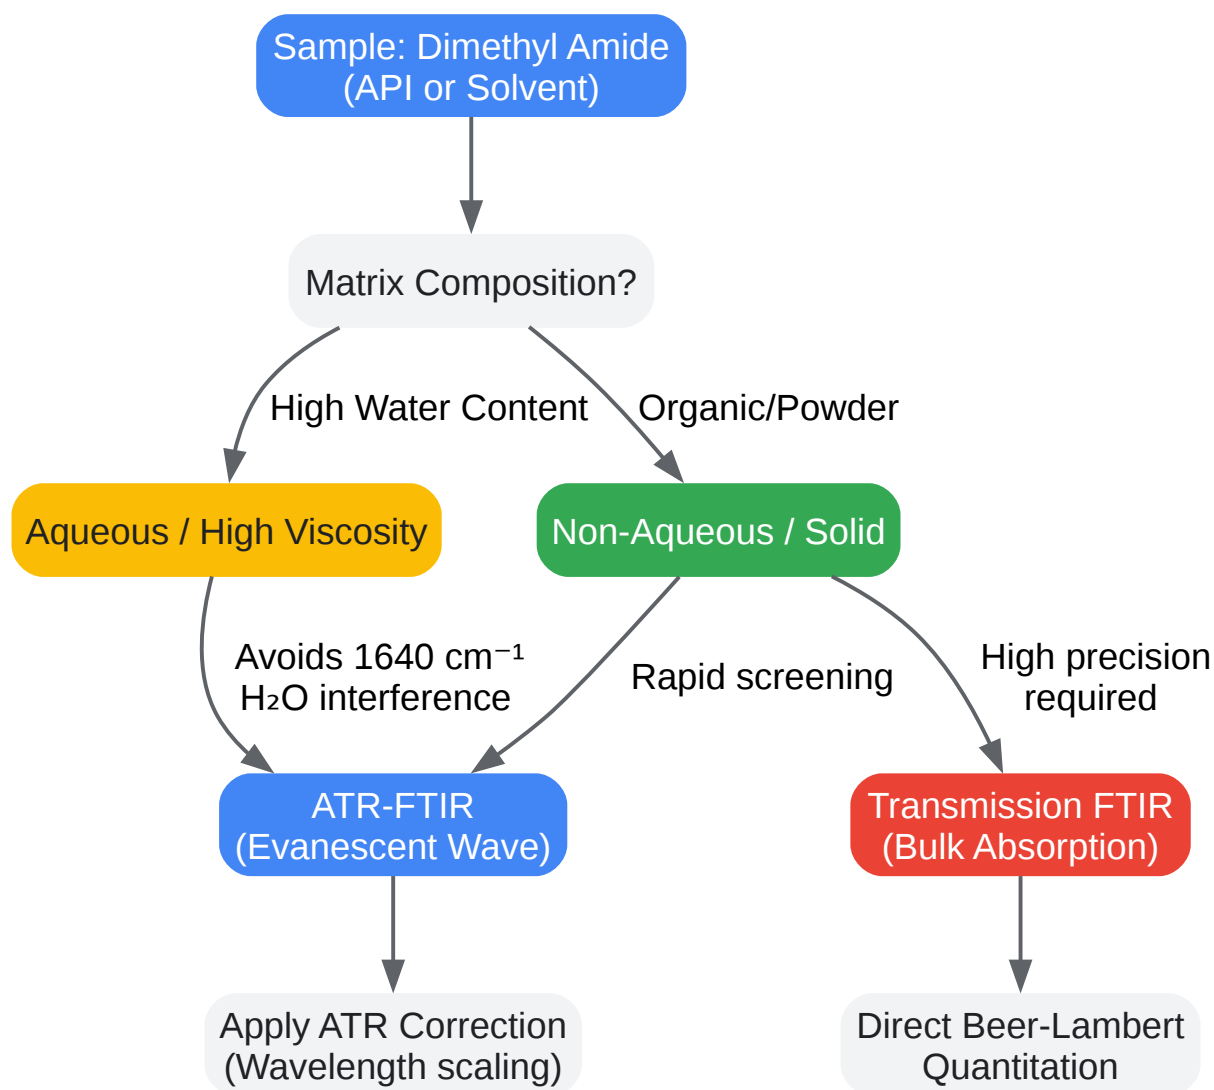 Sample: Dimethyl Amide
(API or Solvent)
Matrix Composition?
High Water Content
Organic/Powder
Aqueous / High Viscosity
Non-Aqueous / Solid
Avoids 1640 cm⁻¹
H₂O interference
Rapid screening
High precision
required
ATR-FTIR
(Evanescent Wave)
Transmission FTIR
(Bulk Absorption)
Apply ATR Correction
(Wavelength scaling)
Direct Beer-Lambert
Quantitation